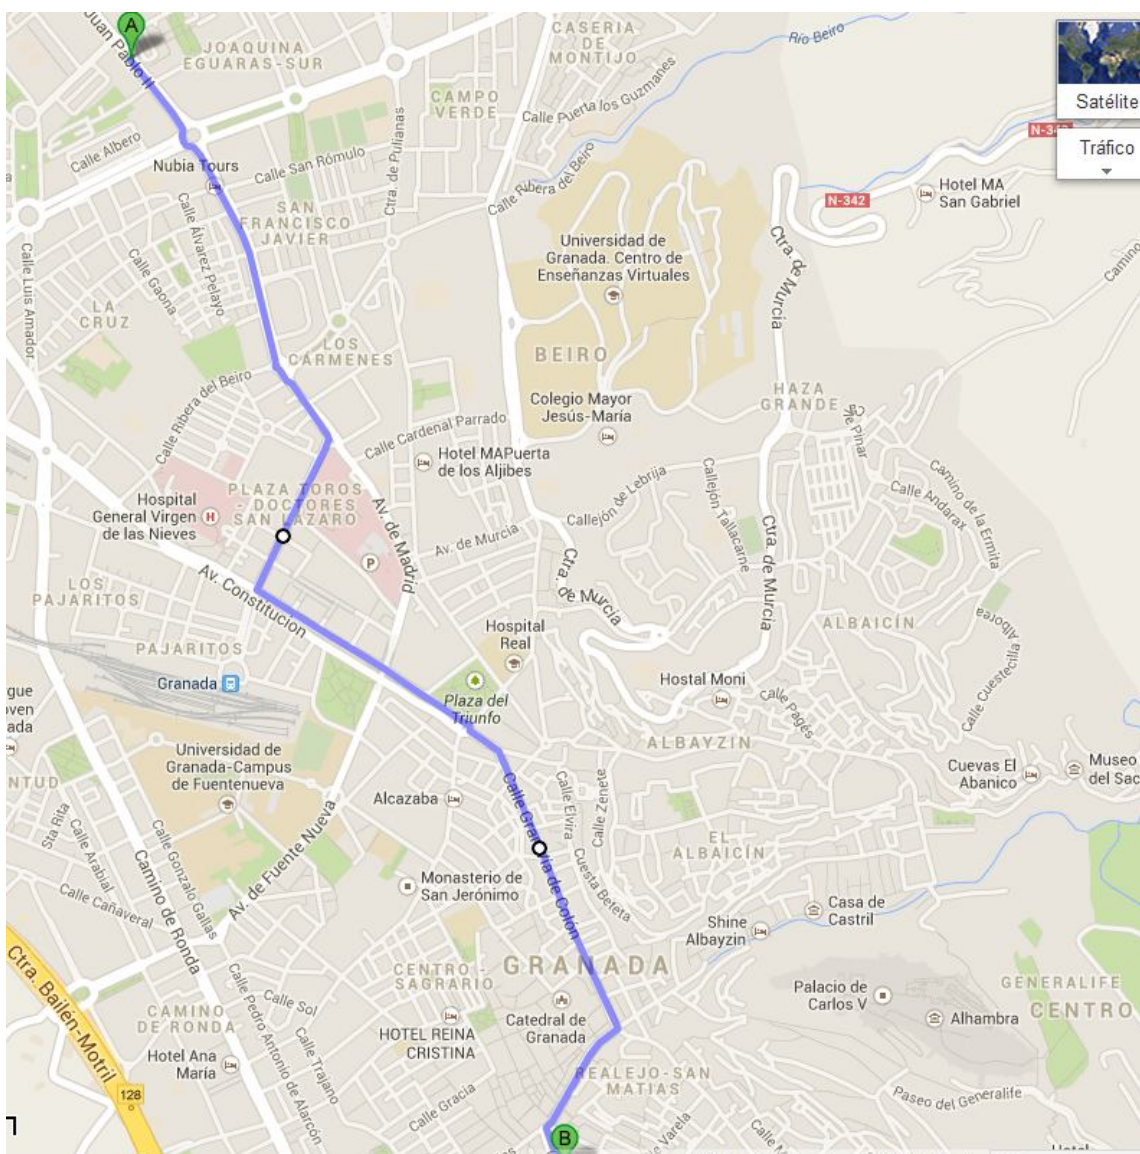 A
Juan Pablo II
JOAQUINA
EGUARAS-SUR
CASERIA
DE
MONTIJO
Río Beiro
Satélite
Tráfico
N-342
CAMPO
VERDE
Calle Puerta los Guzmanes
Calle Albero
Nubia Tours
Calle San Rómulo
Ctra. de Pulianas
Calle Ribera del Beiro
N-342
Hotel MA
San Gabriel
SAN
FRANCISCO
JAVIER
Calle Álvarez Pelayo
Calle Gaona
Calle Luis Amador
Universidad de
Granada. Centro de
Enseñanzas Virtuales
Ctra. de Murcia
Camino
LA
CRUZ
LOS
CÁRMENES
BEIRO
Colegio Mayor
Jesús-María
HAZA
GRANDE
Calle Ribera del Beiro
Calle Cardenal Parrado
Hotel MAPuerta
de los Aljibes
Calle Pinar
Camino de la Ermita
Calle Andarax
Callejón de Lebrija
Callejón Tallacarne
PLAZA TOROS
- DOCTORES
SAN LÁZARO
Hospital
General Virgen
de las Nieves
H
P
Av. de Madrid
Av. de Murcia
Ctra. de Murcia
Ctra. de Murcia
LOS
PAJARITOS
Av. Constitución
PAJARITOS
Hospital
Real
ALBAICÍN
Calle Cuestecilla Alborea
Granada
Plaza del
Triunfo
Hostal Moni
Calle Pagés
ALBAYZIN
Universidad de
Granada-Campus
de Fuentenueva
Cuevas El
Abanico
Museo
del Sac
Alcazaba
Calle Gran Vía de Colón
Calle Elvira
Calle Zenete
Cuesta Beteta
EL
ALBAICÍN
Sta Rita
Calle Arabial
Calle Cañaveral
Calle Gonzalo Gallas
Camino de Ronda
Av. de Fuente Nueva
Monasterio de
San Jerónimo
Casa de
Castril
Shine
Albayzin
Ctra. Bailén-Motril
CENTRO -
SAGRARIO
GRANADA
GENERALIFE
CENTRO
Palacio de
Carlos V
Alhambra
CAMINO
DE RONDA
Calle Sol
Calle Pedro Antonio de Alarcón
Calle Trajano
HOTEL REINA
CRISTINA
Catedral de
Granada
Hotel Ana
María
128
REALEJO-SAN
MATIAS
Calle Gracia
Paseo del Generalife
B